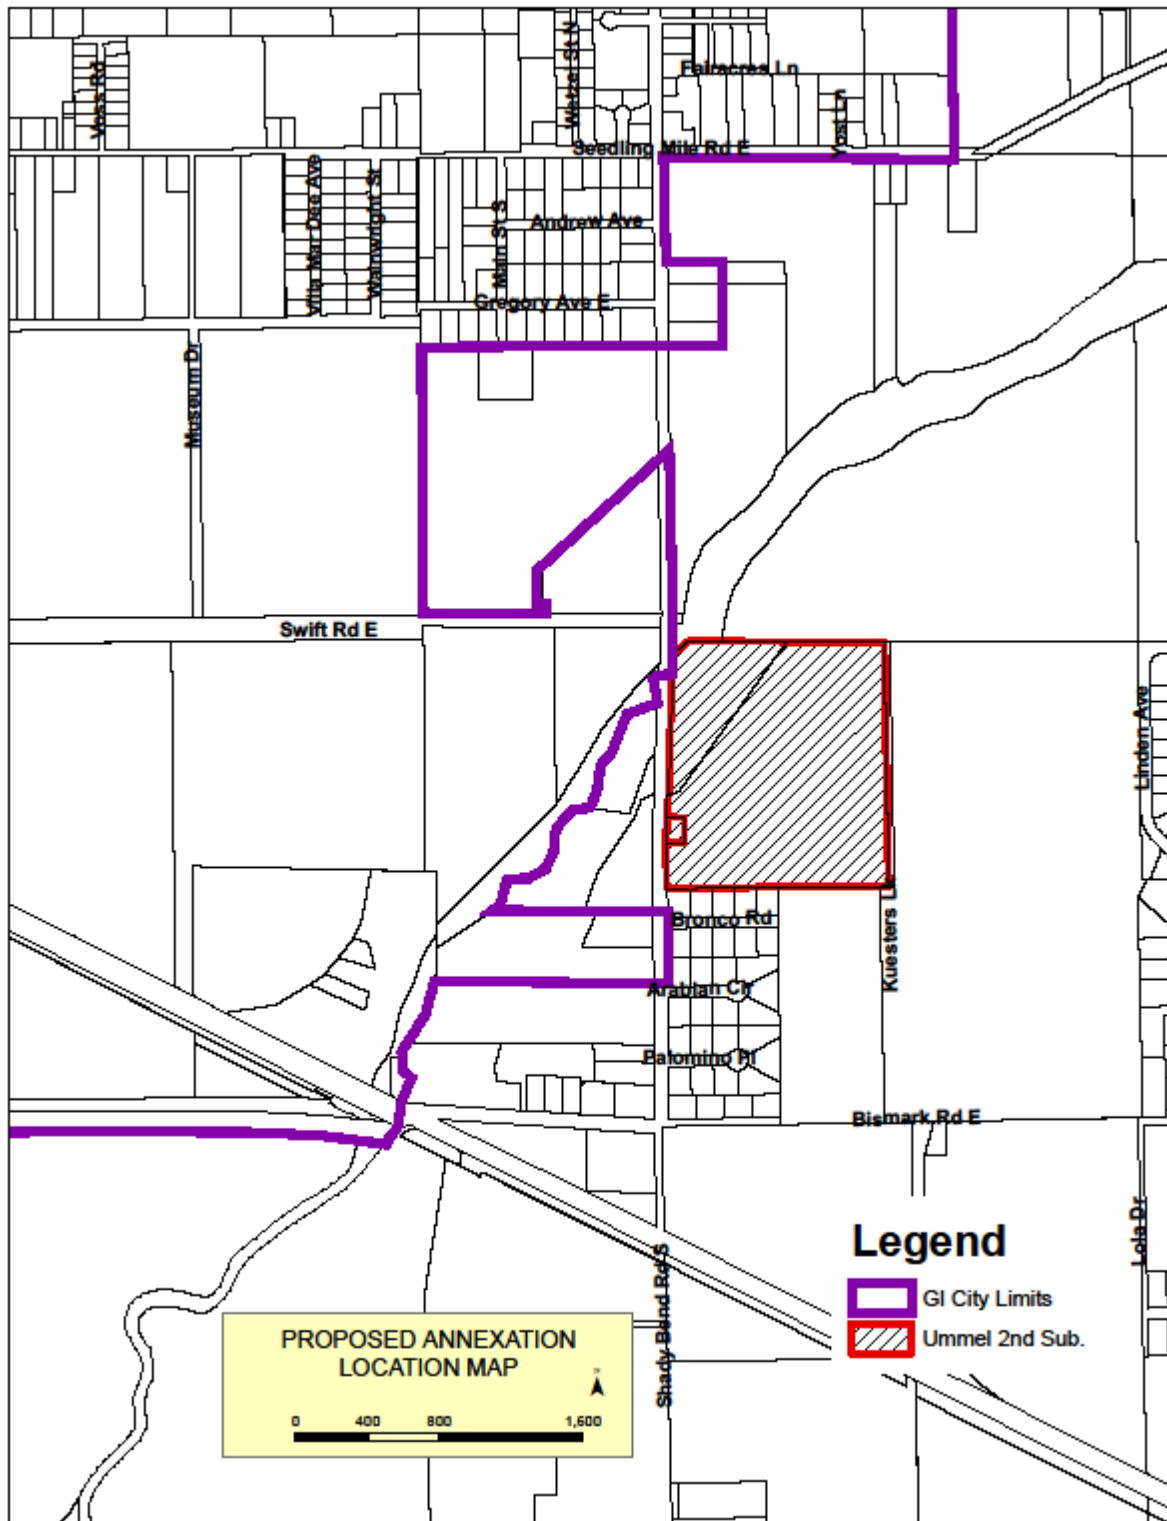 Wetzel St N
Fairacres Ln
Voss Rd
Yost Ln
Seedling Mile Rd E
Villa Mar Dee Ave
Wainwright St
Main St S
Andrew Ave
Gregory Ave E
Museum Dr
Swift Rd E
Linden Ave
Bronco Rd
Kuesters Ln
Arabian Cir
Palomino Pl
Bismark Rd E
Lola Dr
Shady Bend Rd S
Legend
GI City Limits
Ummel 2nd Sub.
PROPOSED ANNEXATION
LOCATION MAP
0 400 800 1,600